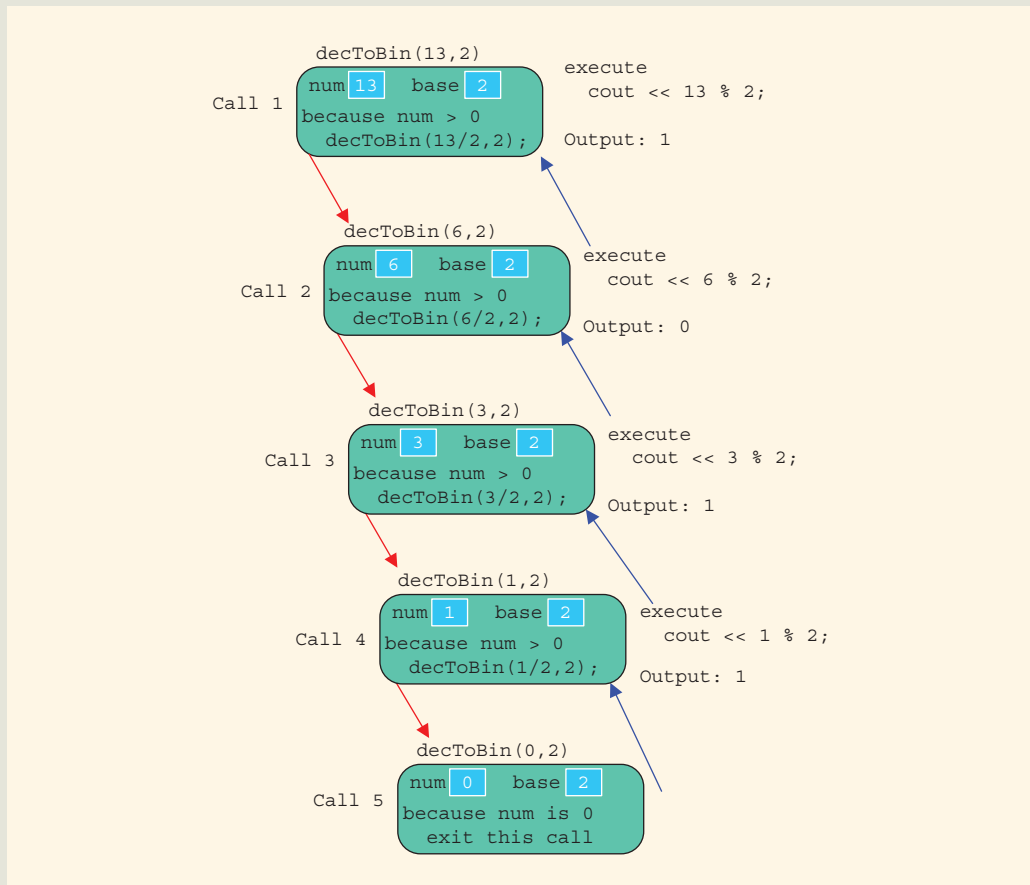 decToBin(13,2)
Call 1
num 13 base 2
because num > 0
decToBin(13/2,2);
execute
cout << 13 % 2;
Output: 1
decToBin(6,2)
Call 2
num 6 base 2
because num > 0
decToBin(6/2,2);
execute
cout << 6 % 2;
Output: 0
decToBin(3,2)
Call 3
num 3 base 2
because num > 0
decToBin(3/2,2);
execute
cout << 3 % 2;
Output: 1
decToBin(1,2)
Call 4
num 1 base 2
because num > 0
decToBin(1/2,2);
execute
cout << 1 % 2;
Output: 1
decToBin(0,2)
Call 5
num 0 base 2
because num is 0
exit this call